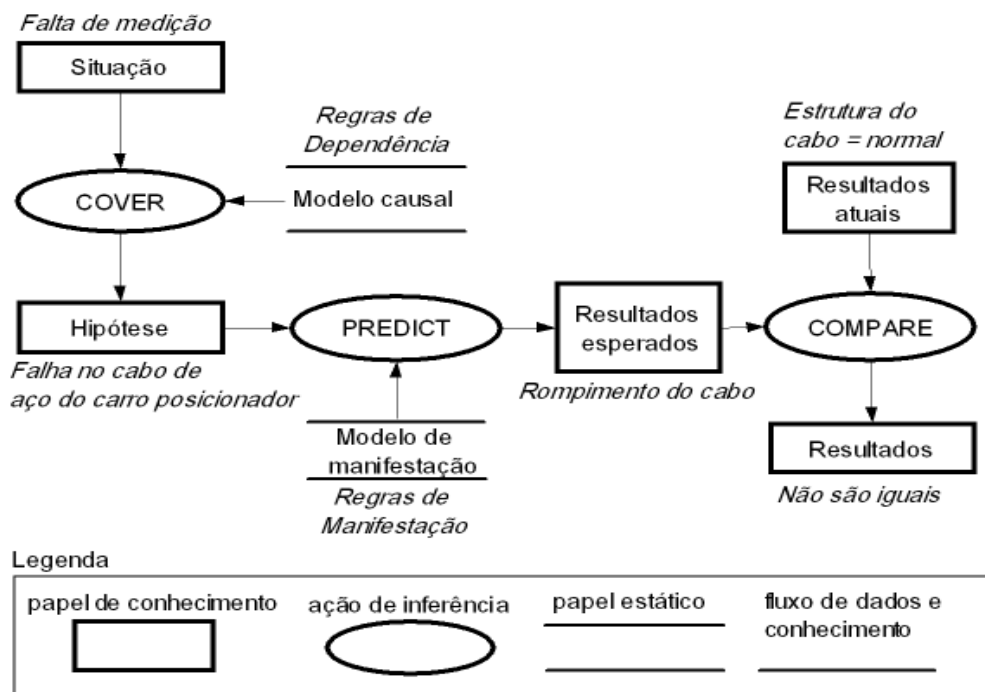 Falta de medição
Situação
Regras de
Dependência
Estrutura do
cabo = normal
COVER
Modelo causal
Resultados
atuais
Hipótese
PREDICT
Resultados
esperados
COMPARE
Falha no cabo de
aço do carro posicionador
Rompimento do cabo
Modelo de
manifestação
Resultados
Regras de
Manifestação
Não são iguais
Legenda
papel de conhecimento
ação de inferência
papel estático
fluxo de dados e
conhecimento